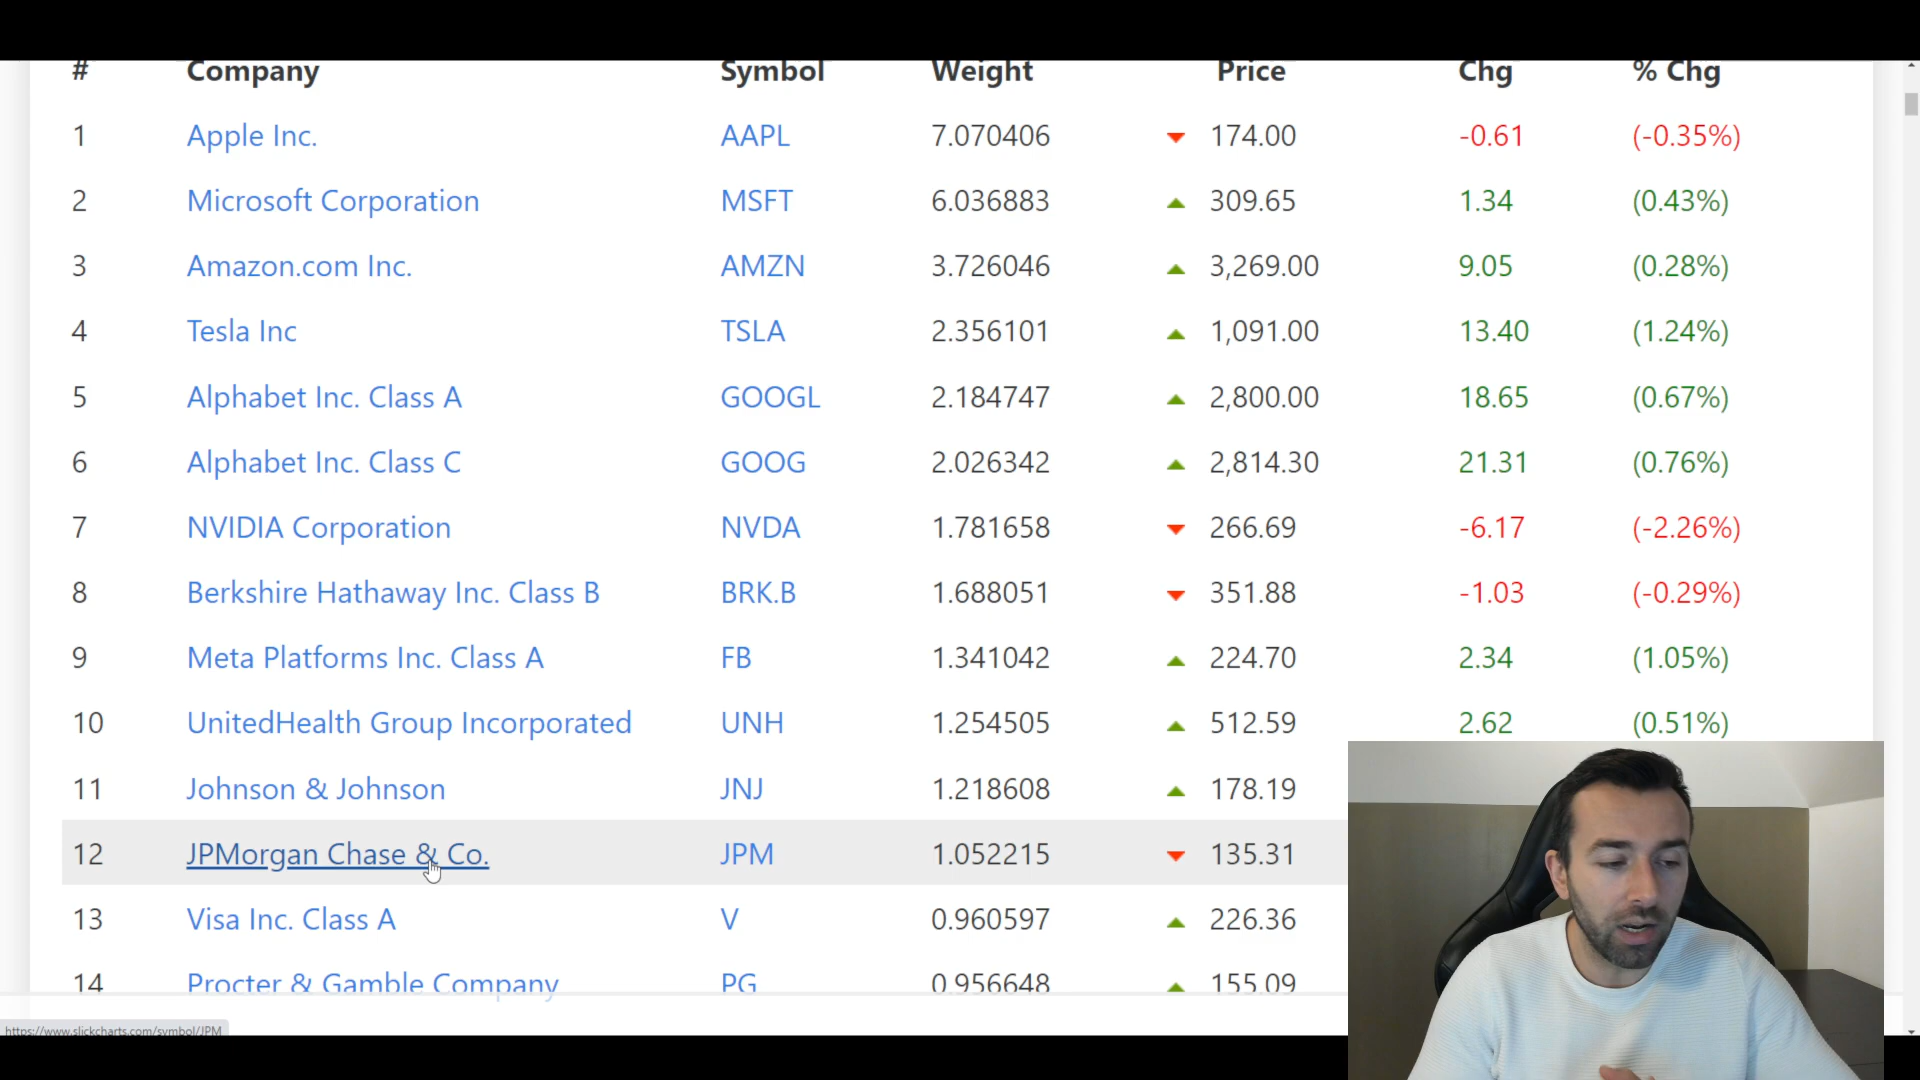 # Company Symbol Weight Price Chg % Chg
1 Apple Inc. AAPL 7.070406 174.00 -0.61 (-0.35%)
2 Microsoft Corporation MSFT 6.036883 309.65 1.34 (0.43%)
3 Amazon.com Inc. AMZN 3.726046 3,269.00 9.05 (0.28%)
4 Tesla Inc TSLA 2.356101 1,091.00 13.40 (1.24%)
5 Alphabet Inc. Class A GOOGL 2.184747 2,800.00 18.65 (0.67%)
6 Alphabet Inc. Class C GOOG 2.026342 2,814.30 21.31 (0.76%)
7 NVIDIA Corporation NVDA 1.781658 266.69 -6.17 (-2.26%)
8 Berkshire Hathaway Inc. Class B BRK.B 1.688051 351.88 -1.03 (-0.29%)
9 Meta Platforms Inc. Class A FB 1.341042 224.70 2.34 (1.05%)
10 UnitedHealth Group Incorporated UNH 1.254505 512.59 2.62 (0.51%)
11 Johnson & Johnson JNJ 1.218608 178.19
12 JPMorgan Chase & Co. JPM 1.052215 135.31
13 Visa Inc. Class A V 0.960597 226.36
14 Procter & Gamble Company PG 0.956648 155.09
https://www.slickcharts.com/symbol/JPM